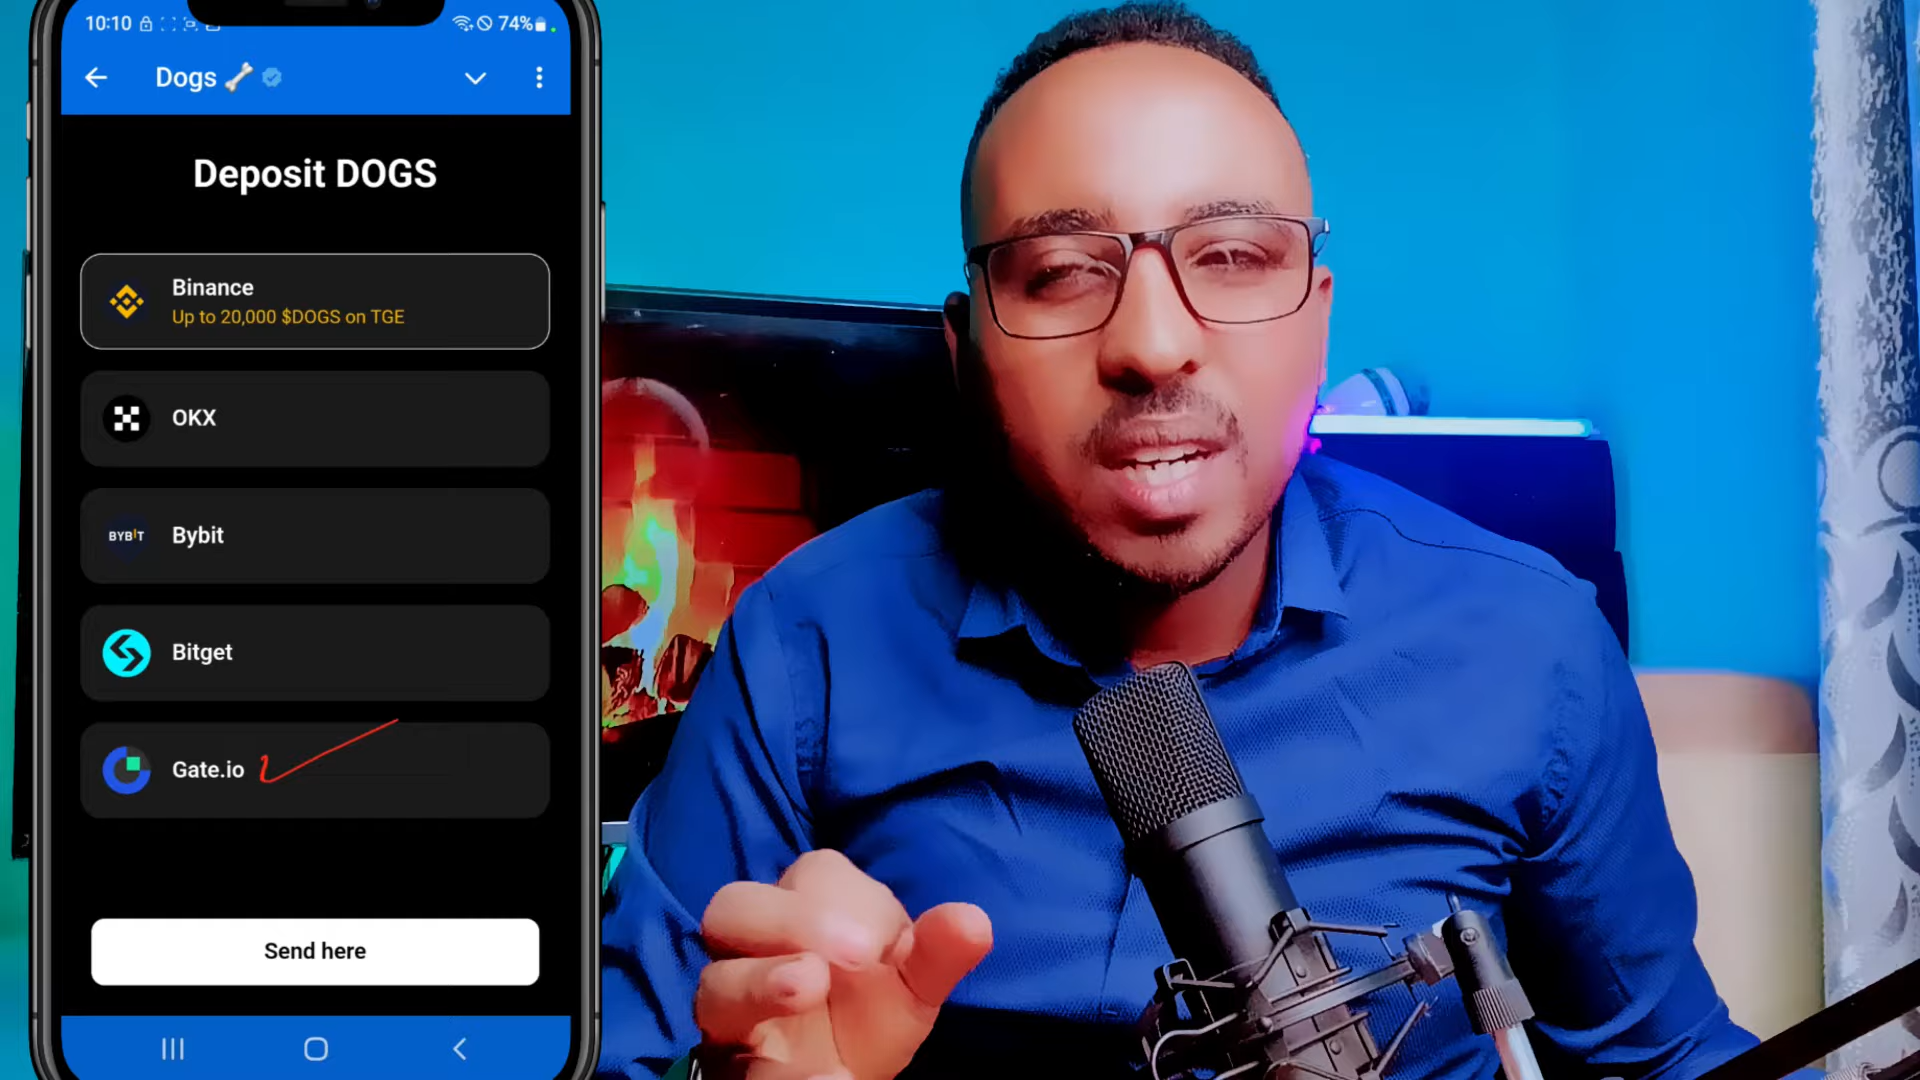 10:10
74%
Dogs
Deposit DOGS
Binance
Up to 20,000 $DOGS on TGE
OKX
BYBIT
Bybit
Bitget
Gate.io
Send here